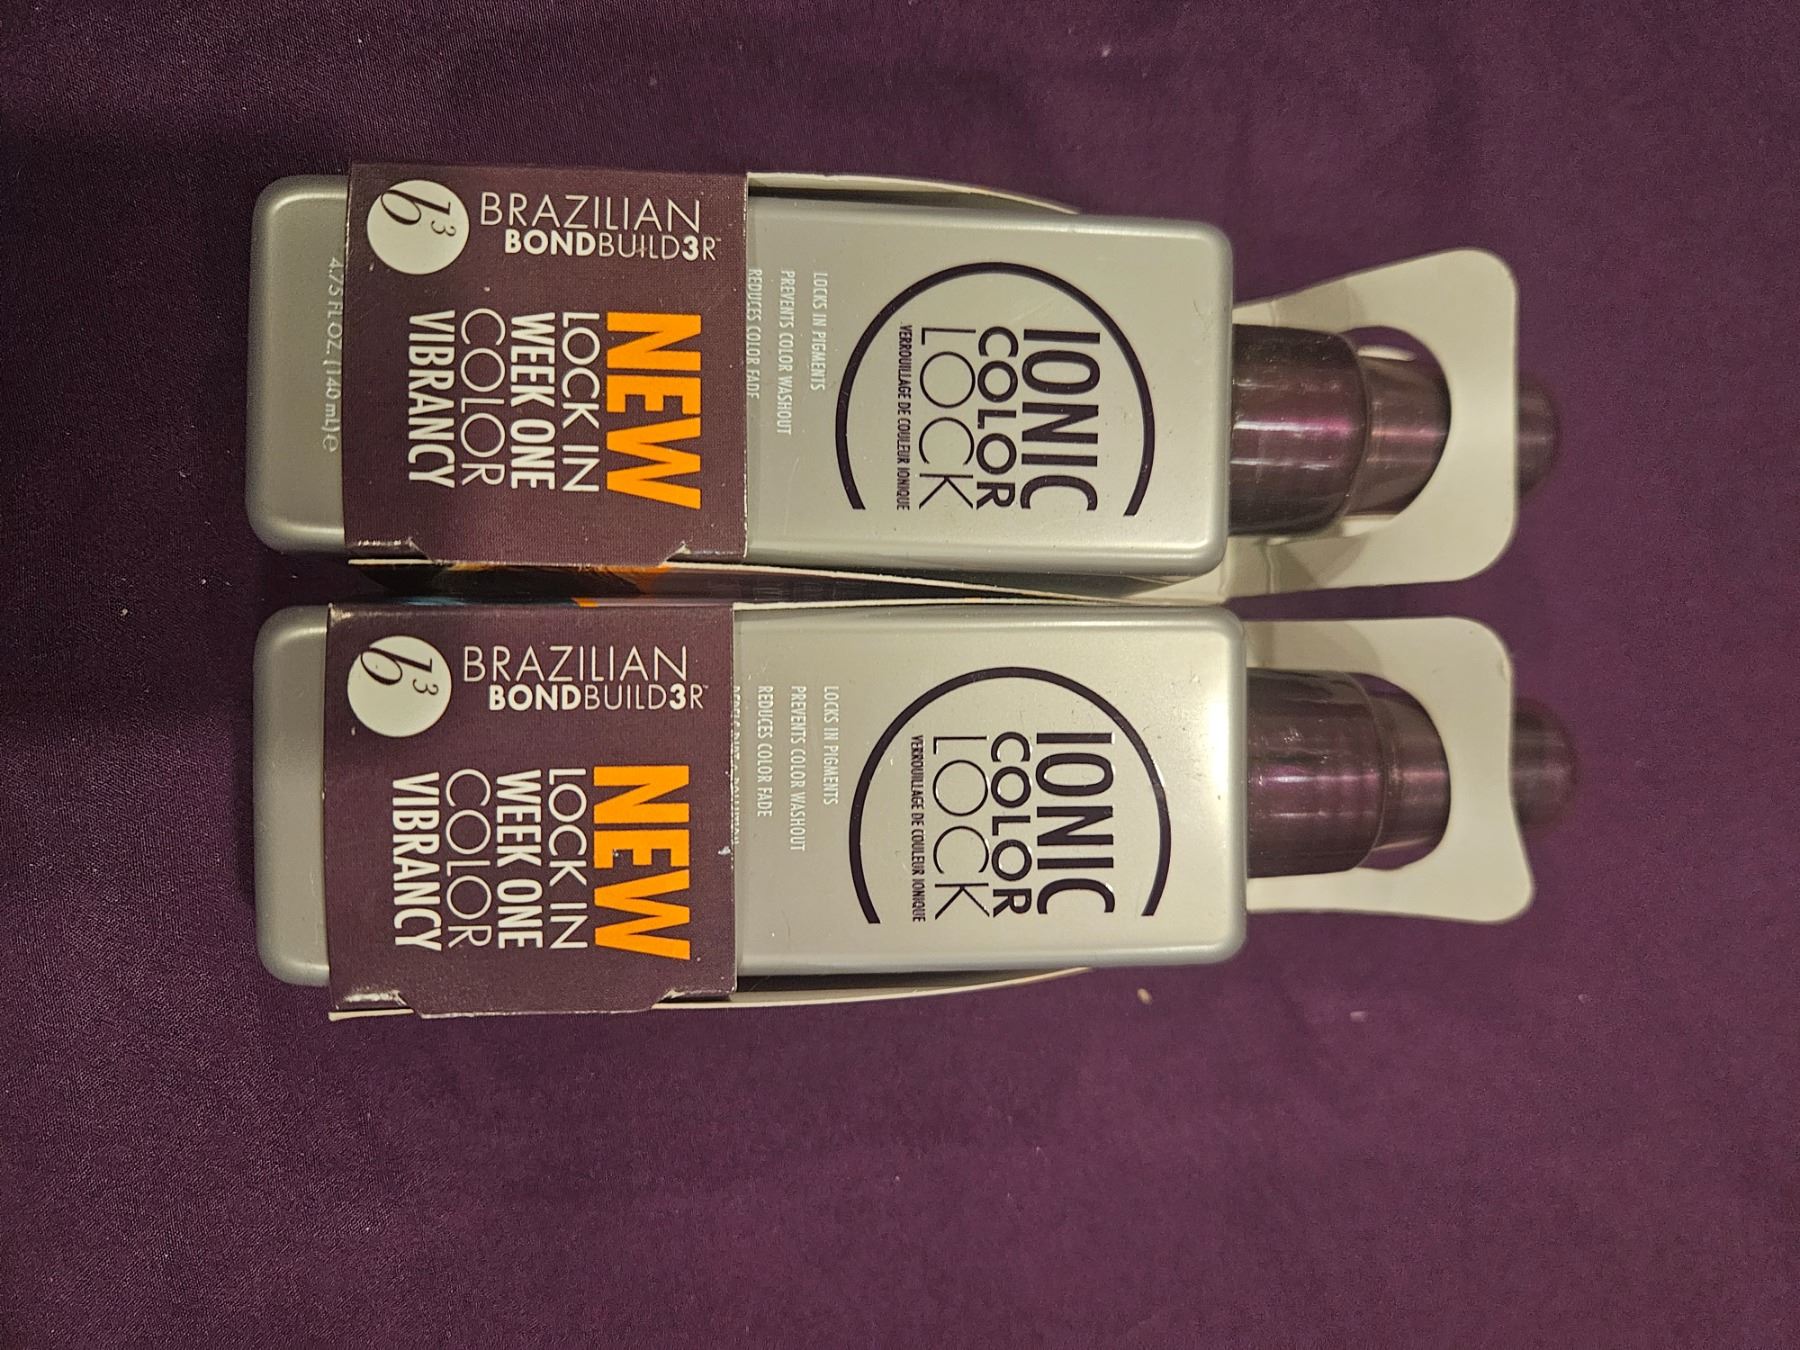 IONIC
COLOR
LOCK
VERROUILLAGE DE COULEUR IONIQUE
LOCKS IN PIGMENTS
PREVENTS COLOR WASHOUT
REDUCES COLOR FADE
b³
BRAZILIAN
BONDBUILD3R™
NEW
LOCK IN
WEEK ONE
COLOR
VIBRANCY
4.75 FL OZ. (140 mL) e
IONIC
COLOR
LOCK
VERROUILLAGE DE COULEUR IONIQUE
LOCKS IN PIGMENTS
PREVENTS COLOR WASHOUT
REDUCES COLOR FADE
b³
BRAZILIAN
BONDBUILD3R™
NEW
LOCK IN
WEEK ONE
COLOR
VIBRANCY